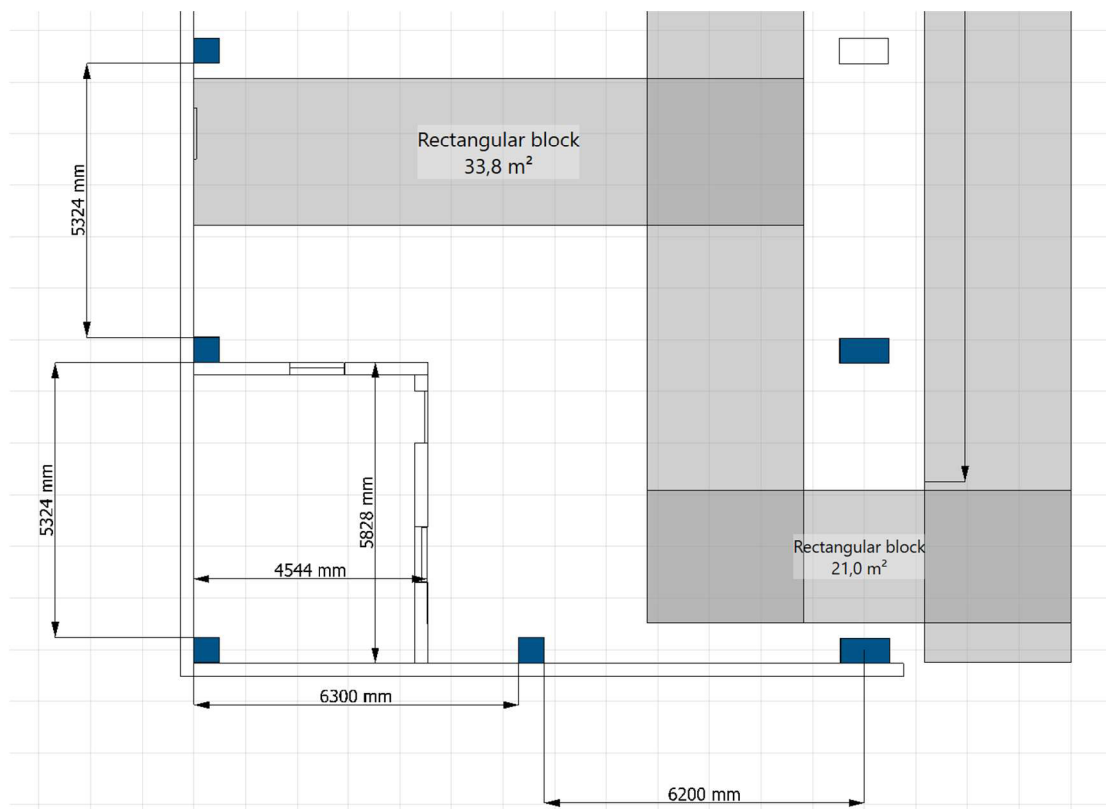 Rectangular block
33,8 m²
5324 mm
5324 mm
5828 mm
4544 mm
Rectangular block
21,0 m²
6300 mm
6200 mm